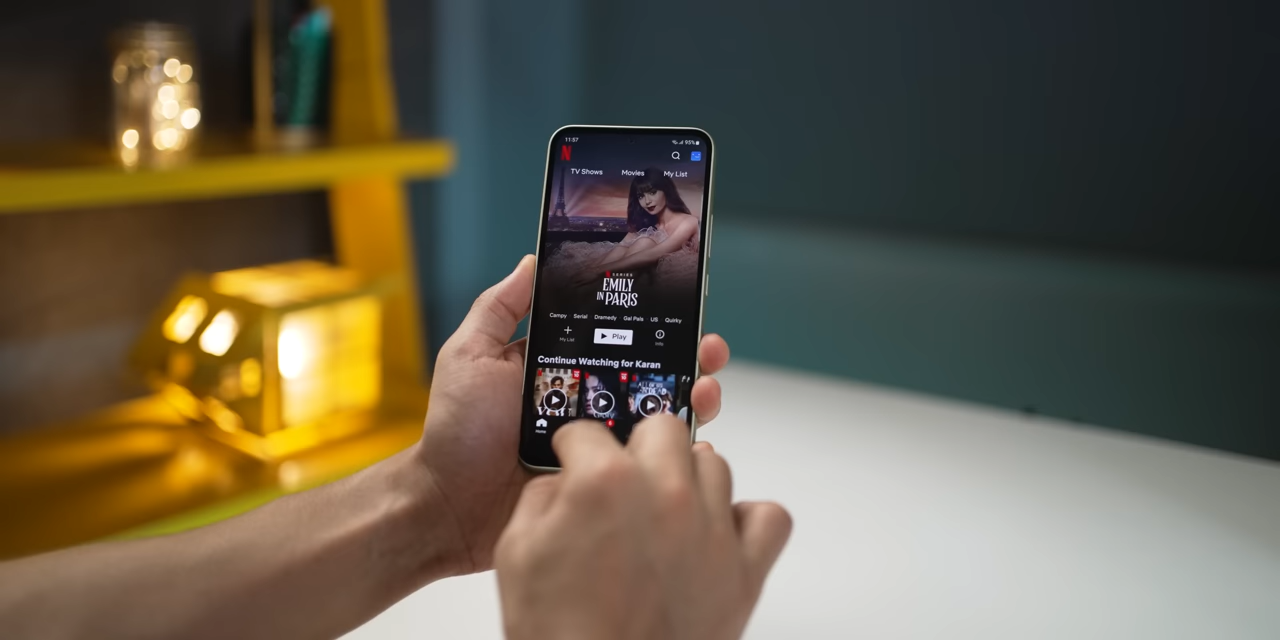 11:57 95%
N
TV Shows Movies My List
N SERIES
EMILY
IN PARIS
Campy Serial Dramedy Gal Pals US Quirky
My List Play Info
Continue Watching for Karan
Home